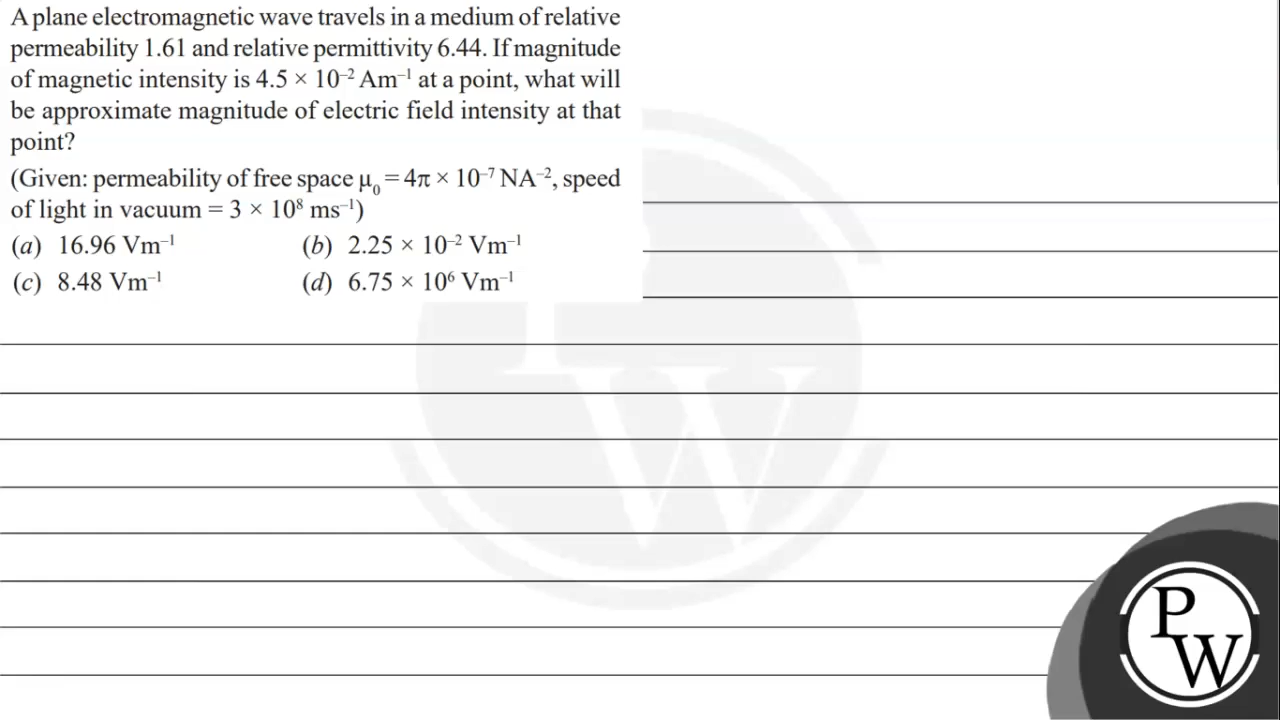 A plane electromagnetic wave travels in a medium of relative
permeability 1.61 and relative permittivity 6.44. If magnitude
of magnetic intensity is 4.5 × 10⁻² Am⁻¹ at a point, what will
be approximate magnitude of electric field intensity at that
point?
(Given: permeability of free space μ₀ = 4π × 10⁻⁷ NA⁻², speed
of light in vacuum = 3 × 10⁸ ms⁻¹)
(a) 16.96 Vm⁻¹ (b) 2.25 × 10⁻² Vm⁻¹
(c) 8.48 Vm⁻¹ (d) 6.75 × 10⁶ Vm⁻¹
P
W